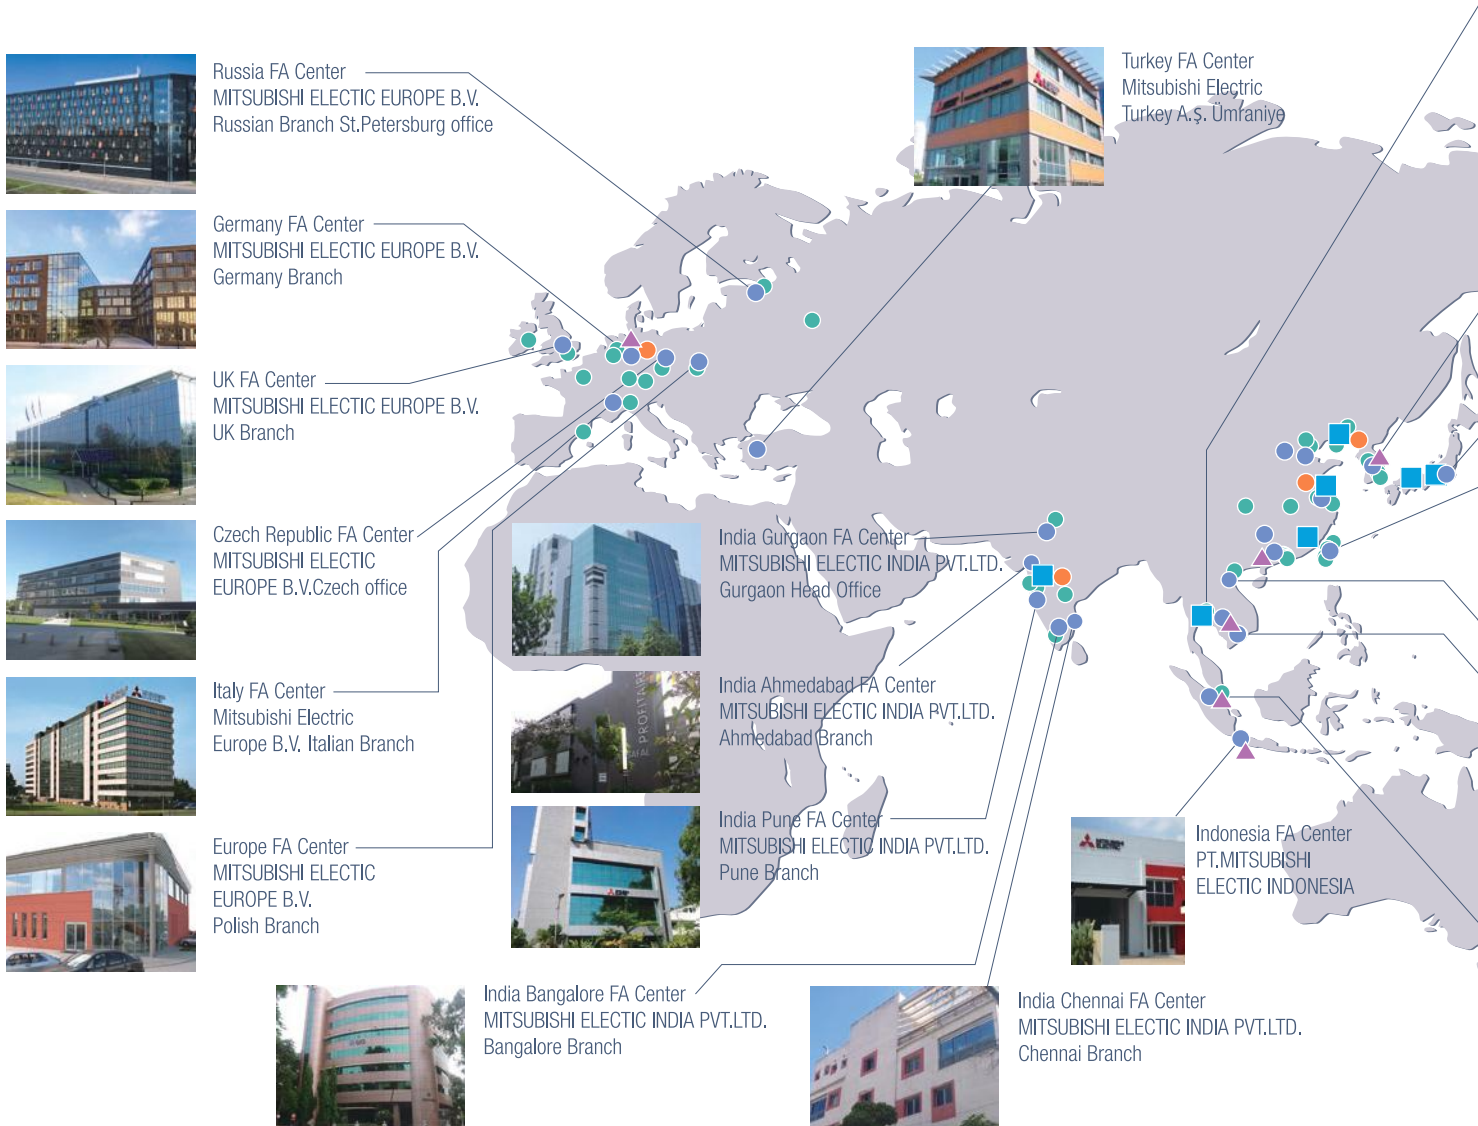 Russia FA Center
MITSUBISHI ELECTIC EUROPE B.V.
Russian Branch St.Petersburg office
Germany FA Center
MITSUBISHI ELECTIC EUROPE B.V.
Germany Branch
UK FA Center
MITSUBISHI ELECTIC EUROPE B.V.
UK Branch
Czech Republic FA Center
MITSUBISHI ELECTIC
EUROPE B.V.Czech office
Italy FA Center
Mitsubishi Electric
Europe B.V. Italian Branch
Europe FA Center
MITSUBISHI ELECTIC
EUROPE B.V.
Polish Branch
Turkey FA Center
Mitsubishi Electric
Turkey A.Ş. Ümraniye
India Gurgaon FA Center
MITSUBISHI ELECTIC INDIA PVT.LTD.
Gurgaon Head Office
India Ahmedabad FA Center
MITSUBISHI ELECTIC INDIA PVT.LTD.
Ahmedabad Branch
PROFITAIRE
India Pune FA Center
MITSUBISHI ELECTIC INDIA PVT.LTD.
Pune Branch
Indonesia FA Center
PT.MITSUBISHI
ELECTIC INDONESIA
India Bangalore FA Center
MITSUBISHI ELECTIC INDIA PVT.LTD.
Bangalore Branch
India Chennai FA Center
MITSUBISHI ELECTIC INDIA PVT.LTD.
Chennai Branch